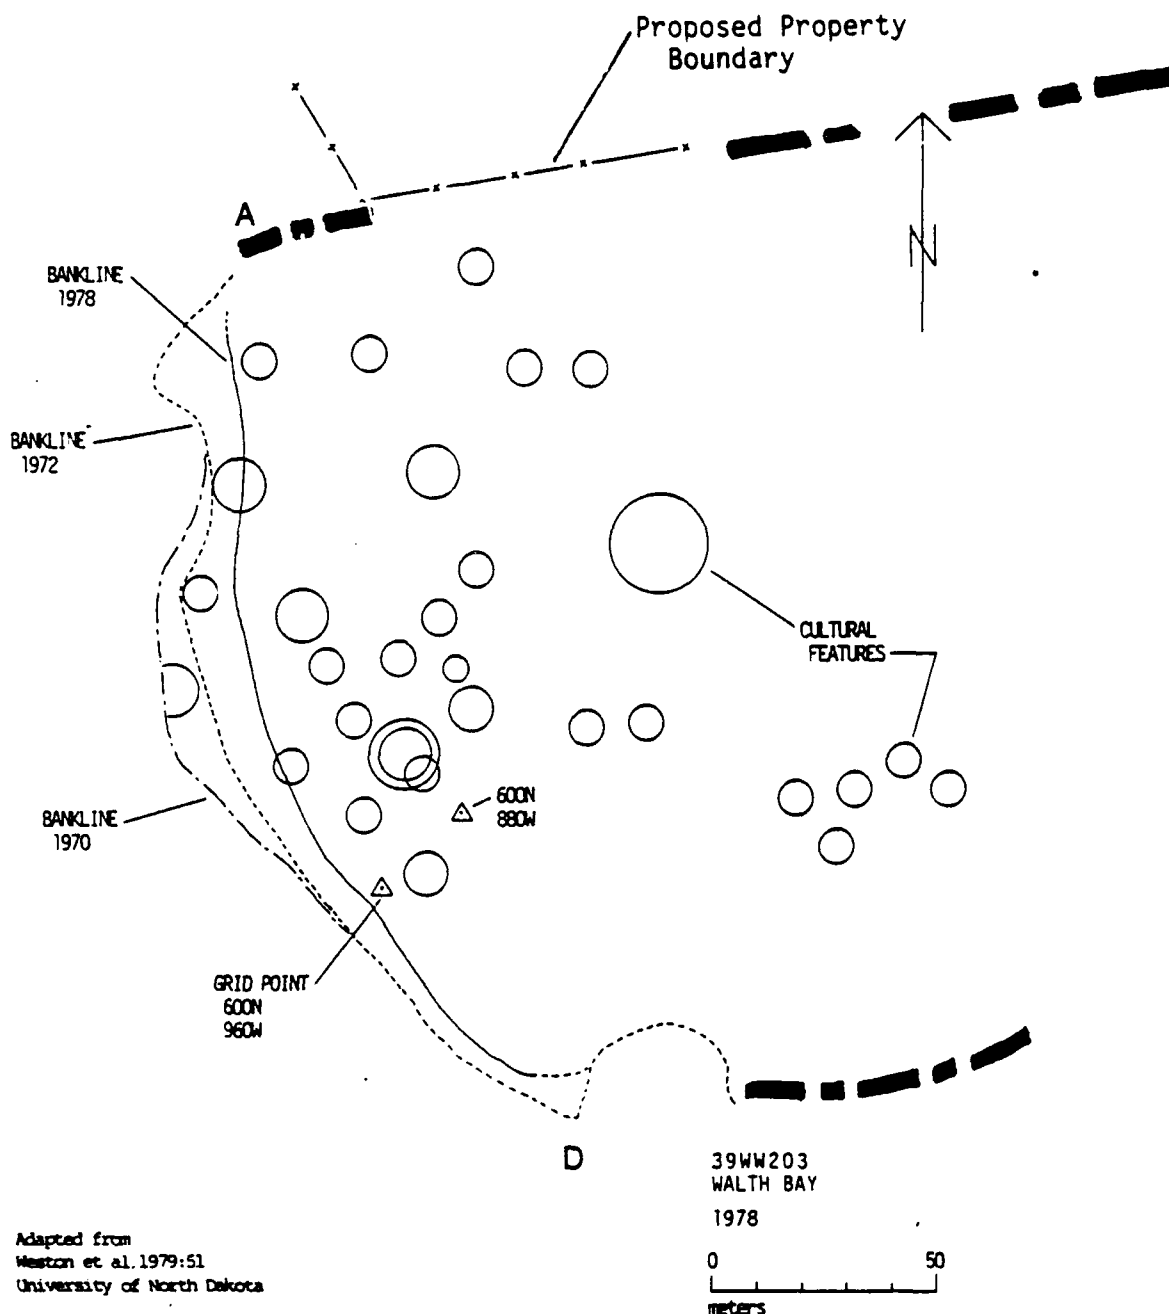 Proposed Property
Boundary
A
N
BANKLINE
1978
BANKLINE
1972
CULTURAL
FEATURES
600N
880W
BANKLINE
1970
GRID POINT
600N
960W
D
39WW203
WALTH BAY
1978
0 50
meters
Adapted from
Weston et al.1979:51
University of North Dakota